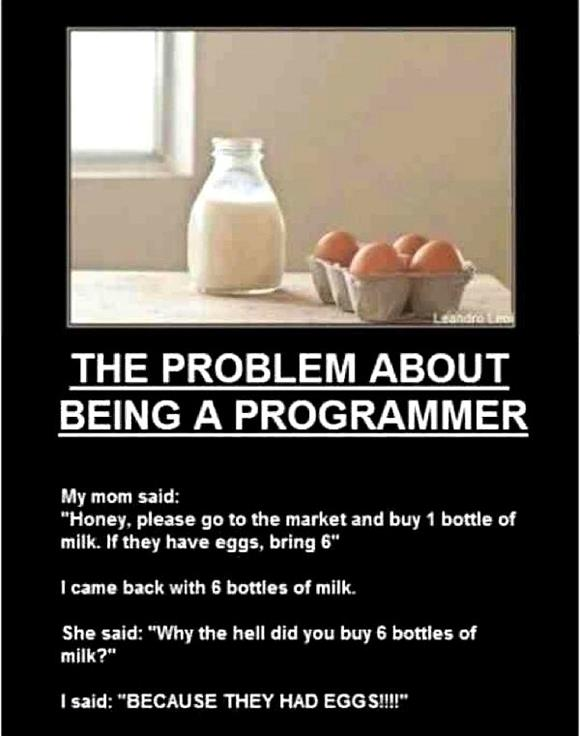 Leandro
THE PROBLEM ABOUT
BEING A PROGRAMMER
My mom said:
"Honey, please go to the market and buy 1 bottle of
milk. If they have eggs, bring 6"
I came back with 6 bottles of milk.
She said: "Why the hell did you buy 6 bottles of
milk?"
I said: "BECAUSE THEY HAD EGGS!!!!"